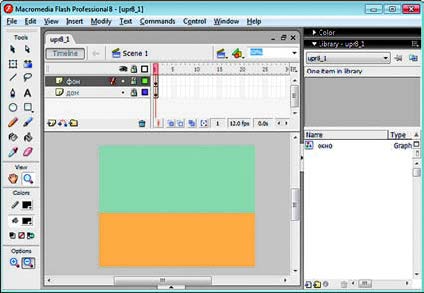 Macromedia Flash Professional 8 - [upr8_1]
File Edit View Insert Modify Text Commands Control Window Help
Tools
View
Colors
Options
upr8_1
Timeline
Scene 1
1 5 10 15 20 25
фон
дом
1 12.0 fps 0.0s
Color
Library - upr8_1
upr8_1
One item in library
Name Type
окно Graph